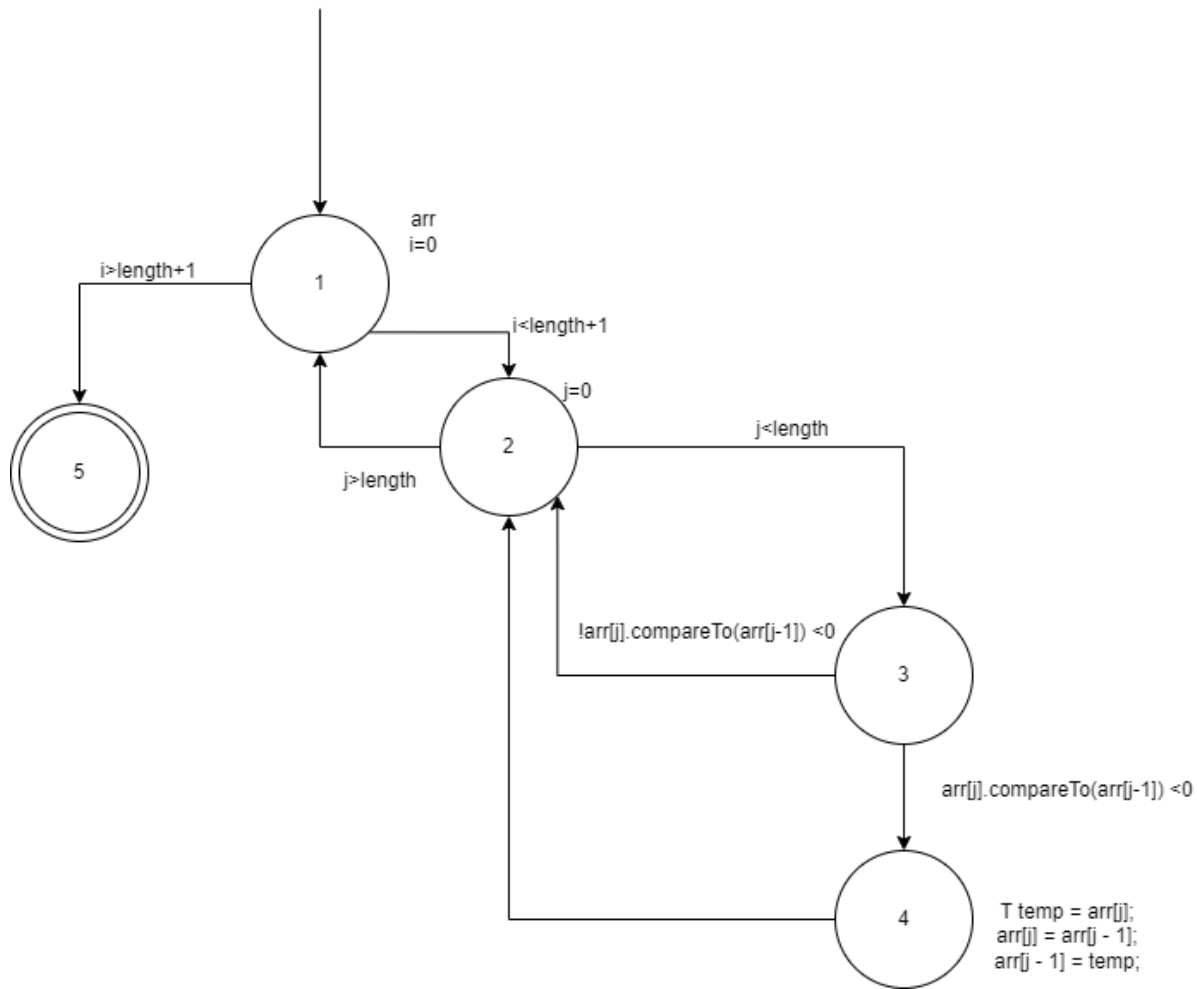 arr
i=0
i>length+1
1
i<length+1
j=0
j<length
2
5
j>length
!arr[j].compareTo(arr[j-1]) <0
3
arr[j].compareTo(arr[j-1]) <0
4
T temp = arr[j];
arr[j] = arr[j - 1];
arr[j - 1] = temp;